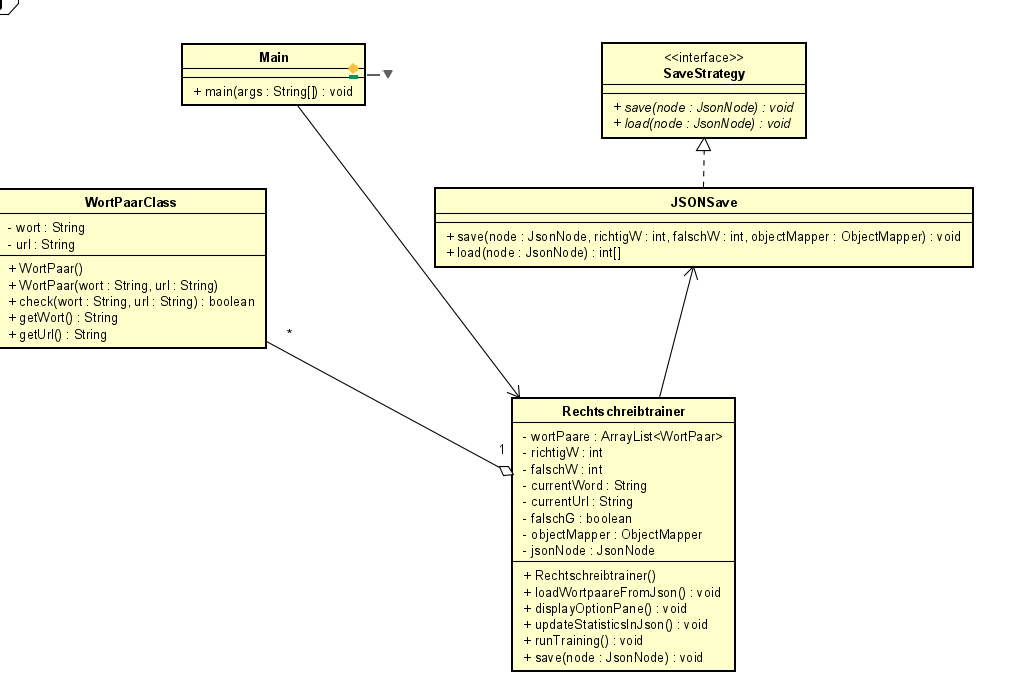 Main
+ main(args : String[]) : void
<<interface>>
SaveStrategy
+ save(node : JsonNode) : void
+ load(node : JsonNode) : void
WortPaarClass
- wort : String
- url : String
+ WortPaar()
+ WortPaar(wort : String, url : String)
+ check(wort : String, url : String) : boolean
+ getWort() : String
+ getUrl() : String
JSONSave
+ save(node : JsonNode, richtigW : int, falschW : int, objectMapper : ObjectMapper) : void
+ load(node : JsonNode) : int[]
*
1
Rechtschreibtrainer
- wortPaare : ArrayList<WortPaar>
- richtigW : int
- falschW : int
- currentWord : String
- currentUrl : String
- falschG : boolean
- objectMapper : ObjectMapper
- jsonNode : JsonNode
+ Rechtschreibtrainer()
+ loadWortpaareFromJson() : void
+ displayOptionPane() : void
+ updateStatisticsInJson() : void
+ runTraining() : void
+ save(node : JsonNode) : void